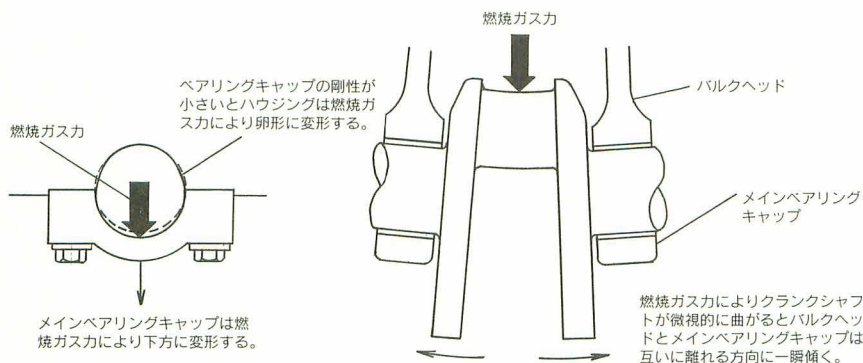 燃焼ガス力
ベアリングキャップの剛性が
小さいとハウジングは燃焼ガ
ス力により卵形に変形する。
燃焼ガス力
メインベアリングキャップは燃
焼ガス力により下方に変形する。
バルクヘッド
メインベアリング
キャップ
燃焼ガス力によりクランクシャフ
トが微視的に曲がるとバルクヘッ
ドとメインベアリングキャップは
互いに離れる方向に一瞬傾く。